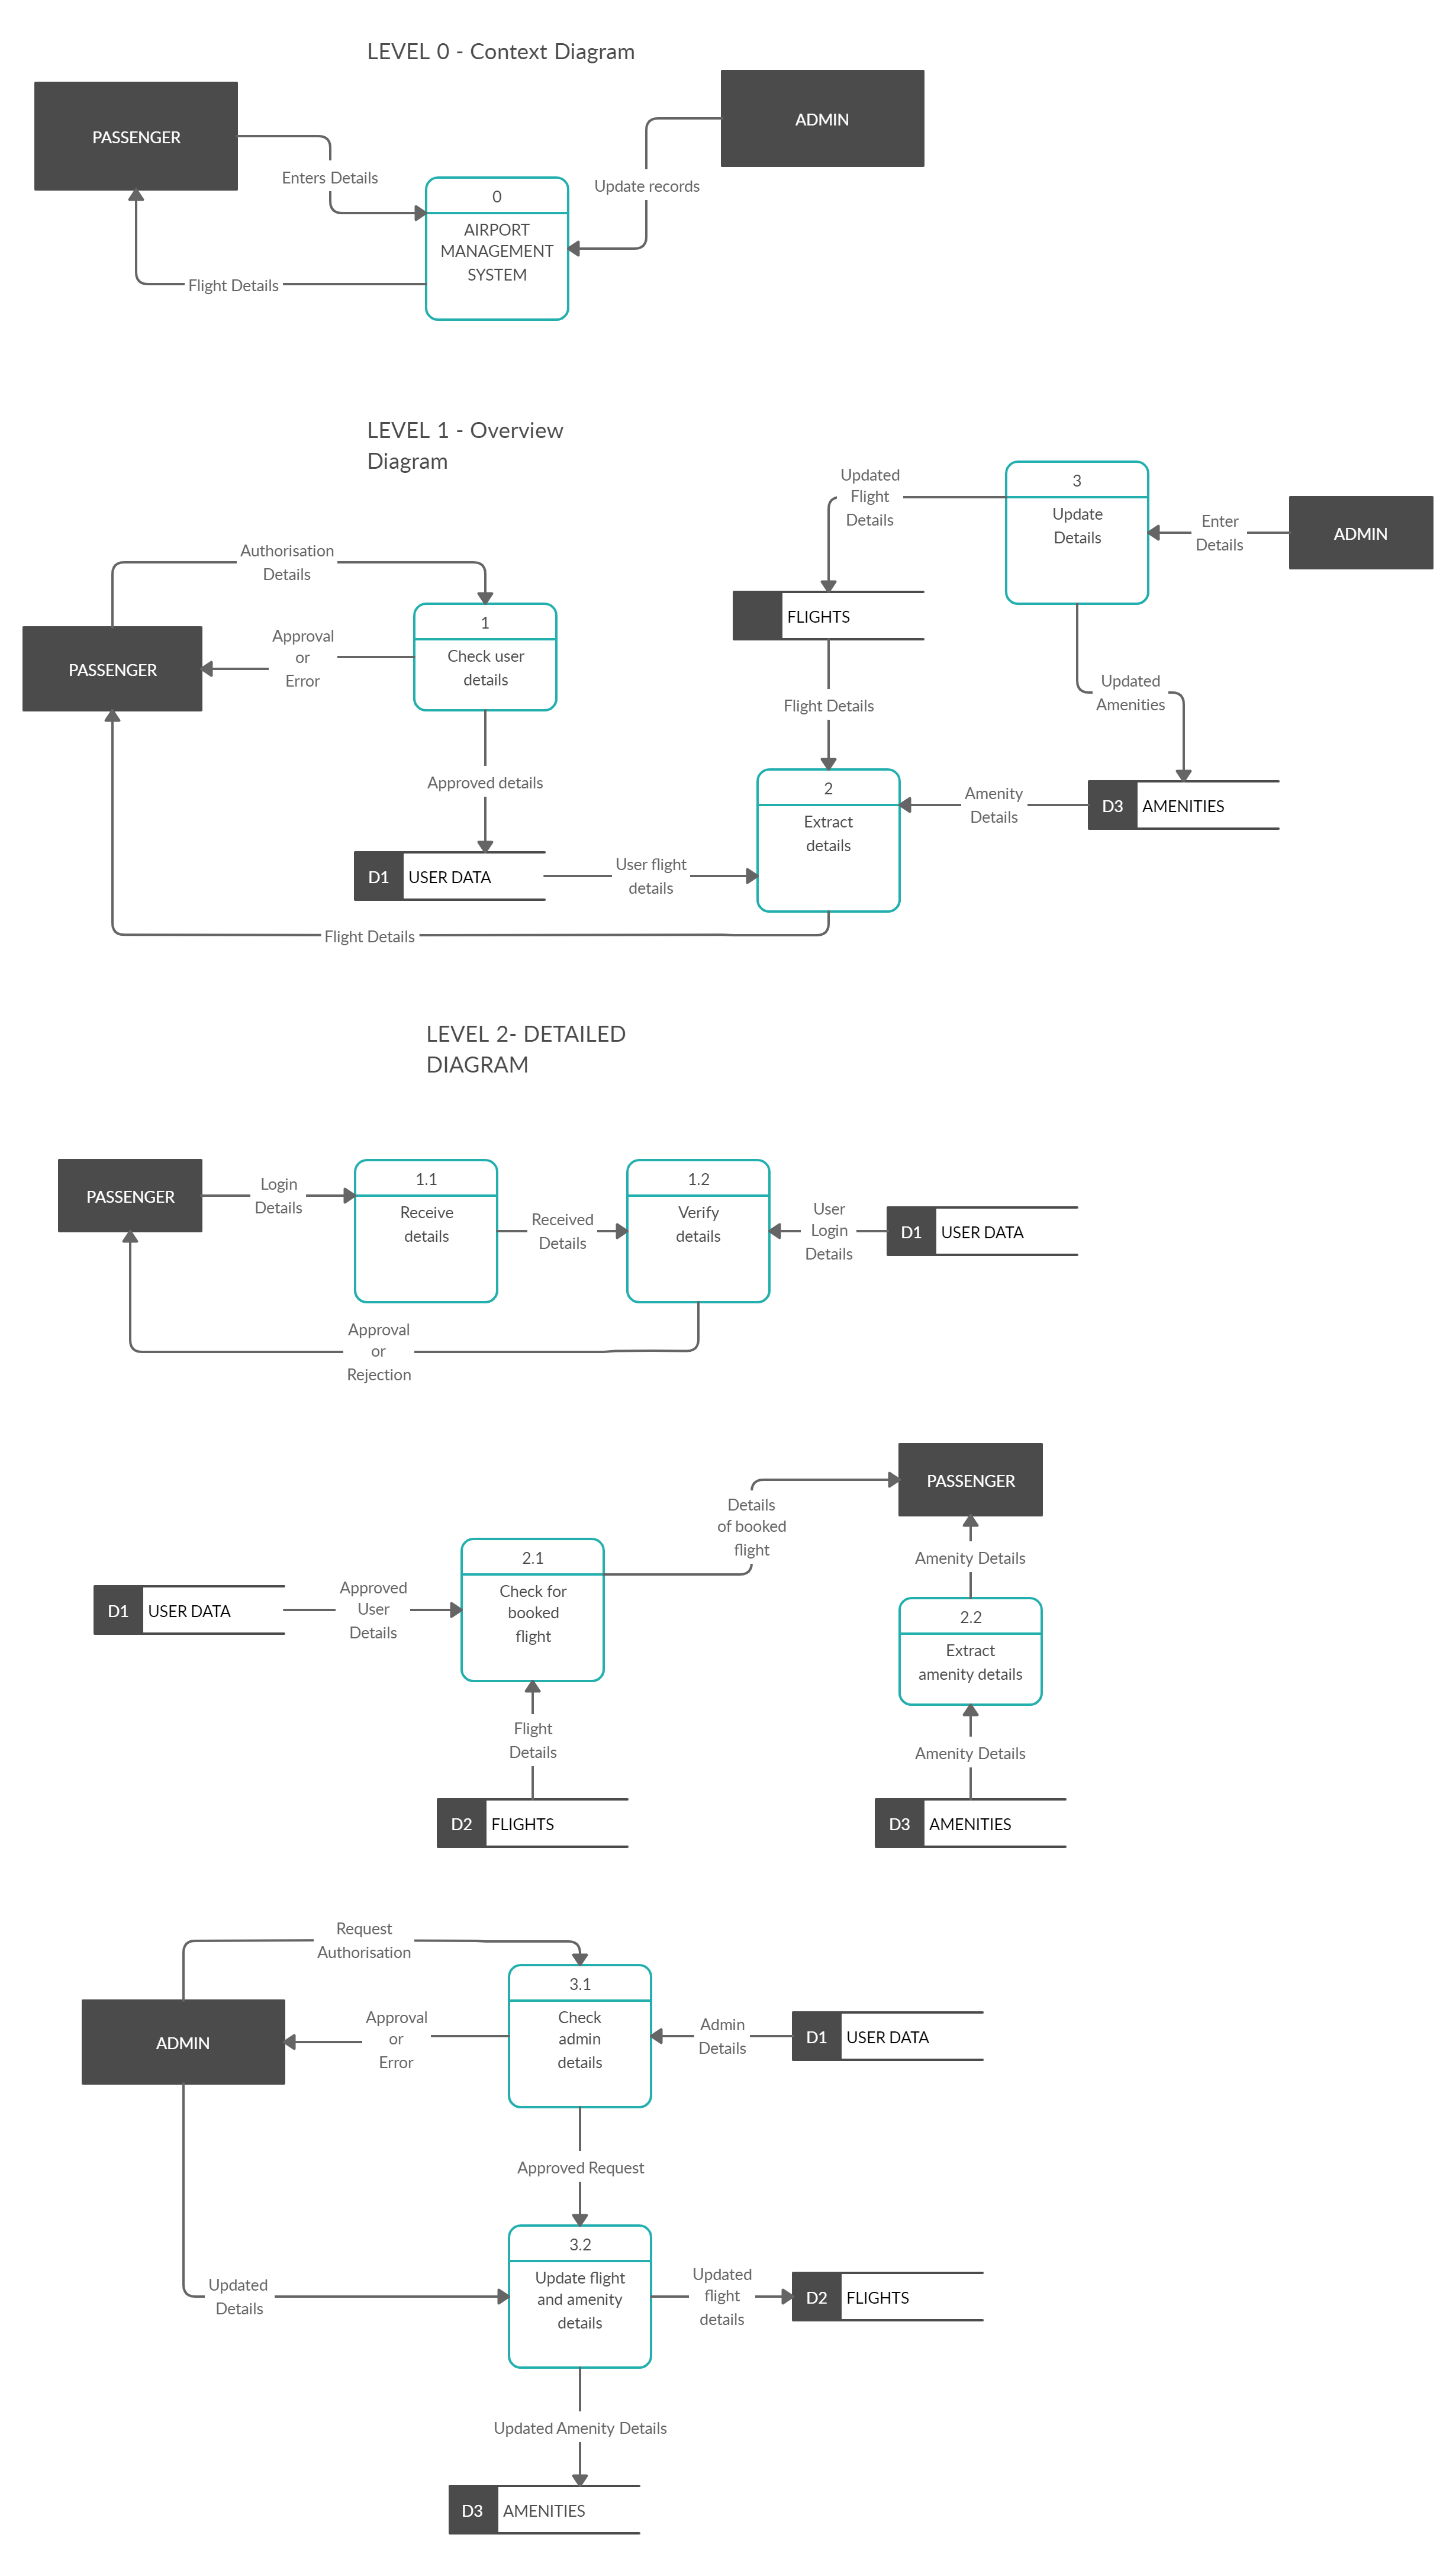 LEVEL 0 - Context Diagram
PASSENGER
ADMIN
Enters Details
Update records
0
AIRPORT
MANAGEMENT
SYSTEM
Flight Details
LEVEL 1 - Overview
Diagram
Updated
Flight
Details
3
Update
Details
Enter
Details
ADMIN
Authorisation
Details
FLIGHTS
1
Check user
details
Approval
or
Error
PASSENGER
Updated
Amenities
Flight Details
Approved details
2
Extract
details
Amenity
Details
D3
AMENITIES
D1
USER DATA
User flight
details
Flight Details
LEVEL 2- DETAILED
DIAGRAM
PASSENGER
Login
Details
1.1
Receive
details
Received
Details
1.2
Verify
details
User
Login
Details
D1
USER DATA
Approval
or
Rejection
PASSENGER
Details
of booked
flight
Amenity Details
2.1
Check for
booked
flight
D1
USER DATA
Approved
User
Details
2.2
Extract
amenity details
Flight
Details
Amenity Details
D2
FLIGHTS
D3
AMENITIES
Request
Authorisation
3.1
Check
admin
details
ADMIN
Approval
or
Error
Admin
Details
D1
USER DATA
Approved Request
3.2
Update flight
and amenity
details
Updated
Details
Updated
flight
details
D2
FLIGHTS
Updated Amenity Details
D3
AMENITIES